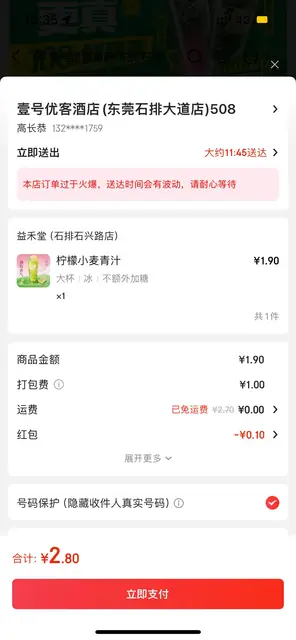 壹号优客酒店(东莞石排大道店)508
高长恭 132****1759
立即送出 大约11:45送达
本店订单过于火爆，送达时间会有波动，请耐心等待
益禾堂 (石排石兴路店)
柠檬小麦青汁 ¥1.90
大杯 | 冰 | 不额外加糖
×1
共1件
商品金额 ¥1.90
打包费 ¥1.00
运费 已免运费 ¥2.70 ¥0.00
红包 -¥0.10
展开更多
号码保护 (隐藏收件人真实号码)
合计: ¥2.80
立即支付